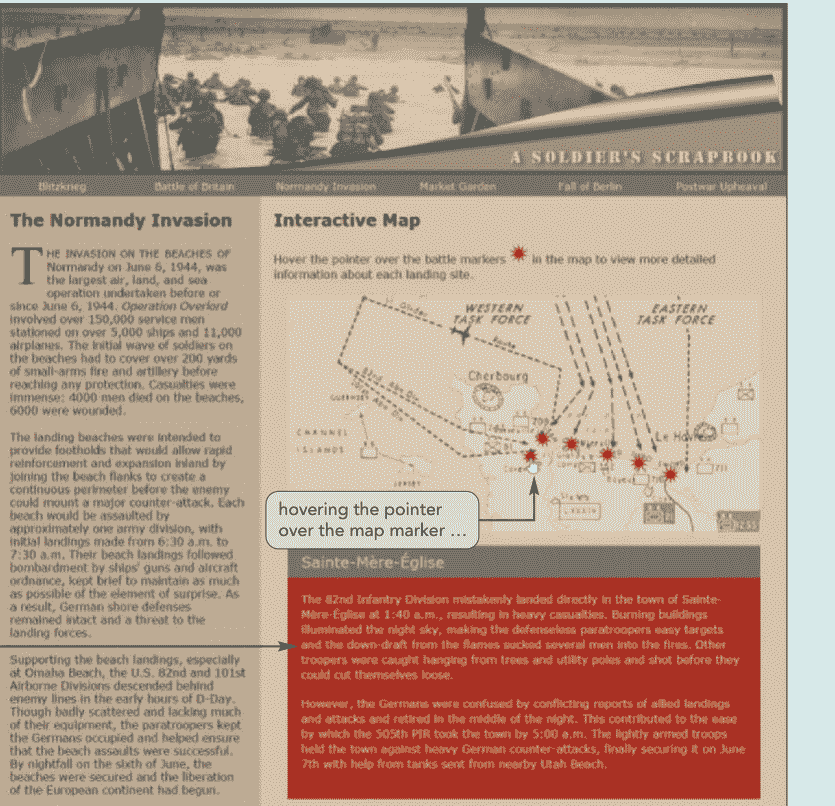 A SOLDIER'S SCRAPBOOK
Blitzkrieg Battle of Britain Normandy Invasion Market Garden Fall of Berlin Postwar Upheaval
The Normandy Invasion
THE INVASION ON THE BEACHES OF
Normandy on June 6, 1944, was
the largest air, land, and sea
operation undertaken before or
since June 6, 1944. Operation Overlord
involved over 150,000 service men
stationed on over 5,000 ships and 11,000
airplanes. The initial wave of soldiers on
the beaches had to cover over 200 yards
of small-arms fire and artillery before
reaching any protection. Casualties were
immense: 4000 men died on the beaches,
6000 were wounded.
The landing beaches were intended to
provide footholds that would allow rapid
reinforcement and expansion inland by
joining the beach flanks to create a
continuous perimeter before the enemy
could mount a major counter-attack. Each
beach would be assaulted by
approximately one army division, with
initial landings made from 6:30 a.m. to
7:30 a.m. Their beach landings followed
bombardment by ships' guns and aircraft
ordnance, kept brief to maintain as much
as possible of the element of surprise. As
a result, German shore defenses
remained intact and a threat to the
landing forces.
Supporting the beach landings, especially
at Omaha Beach, the U.S. 82nd and 101st
Airborne Divisions descended behind
enemy lines in the early hours of D-Day.
Though badly scattered and lacking much
of their equipment, the paratroopers kept
the Germans occupied and helped ensure
that the beach assaults were successful.
By nightfall on the sixth of June, the
beaches were secured and the liberation
of the European continent had begun.
Interactive Map
Hover the pointer over the battle markers in the map to view more detailed
information about each landing site.
WESTERN
TASK FORCE
EASTERN
TASK FORCE
Glider
Route
82nd Abn Div
101st Abn Div
Cherbourg
GUERNSEY
CHANNEL
ISLANDS
JERSEY
709
Le Havre
711
hovering the pointer
over the map marker ...
Sainte-Mère-Église
The 82nd Infantry Division mistakenly landed directly in the town of Sainte-
Mère-Église at 1:40 a.m., resulting in heavy casualties. Burning buildings
illuminated the night sky, making the defenseless paratroopers easy targets
and the down-draft from the flames sucked several men into the fires. Other
troopers were caught hanging from trees and utility poles and shot before they
could cut themselves loose.
However, the Germans were confused by conflicting reports of allied landings
and attacks and retired in the middle of the night. This contributed to the ease
by which the 505th PIR took the town by 5:00 a.m. The lightly armed troops
held the town against heavy German counter-attacks, finally securing it on June
7th with help from tanks sent from nearby Utah Beach.